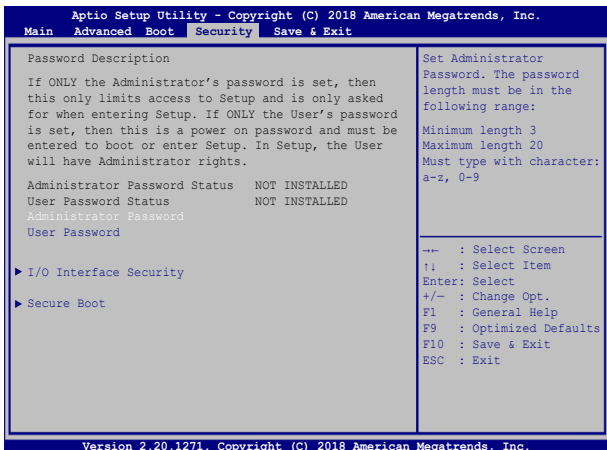 Aptio Setup Utility - Copyright (C) 2018 American Megatrends, Inc.
Main Advanced Boot Security Save & Exit
Password Description
If ONLY the Administrator's password is set, then
this only limits access to Setup and is only asked
for when entering Setup. If ONLY the User's password
is set, then this is a power on password and must be
entered to boot or enter Setup. In Setup, the User
will have Administrator rights.
Administrator Password Status NOT INSTALLED
User Password Status NOT INSTALLED
Administrator Password
User Password
I/O Interface Security
Secure Boot
Set Administrator
Password. The password
length must be in the
following range:
Minimum length 3
Maximum length 20
Must type with character:
a-z, 0-9
→← : Select Screen
↑↓ : Select Item
Enter: Select
+/— : Change Opt.
F1 : General Help
F9 : Optimized Defaults
F10 : Save & Exit
ESC : Exit
Version 2.20.1271. Copyright (C) 2018 American Megatrends, Inc.